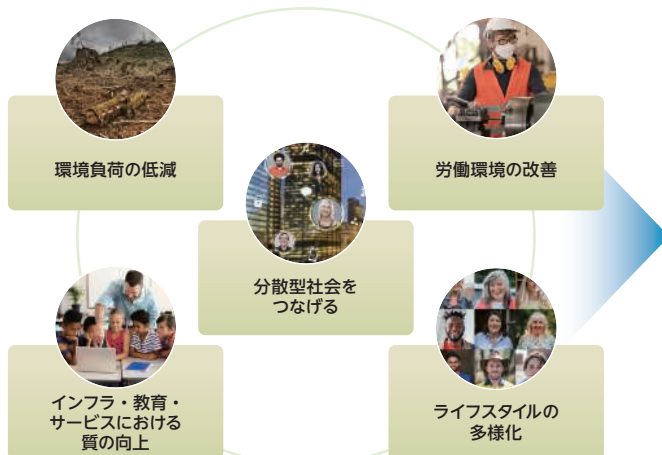 環境負荷の低減
労働環境の改善
分散型社会を
つなげる
インフラ・教育・
サービスにおける
質の向上
ライフスタイルの
多様化